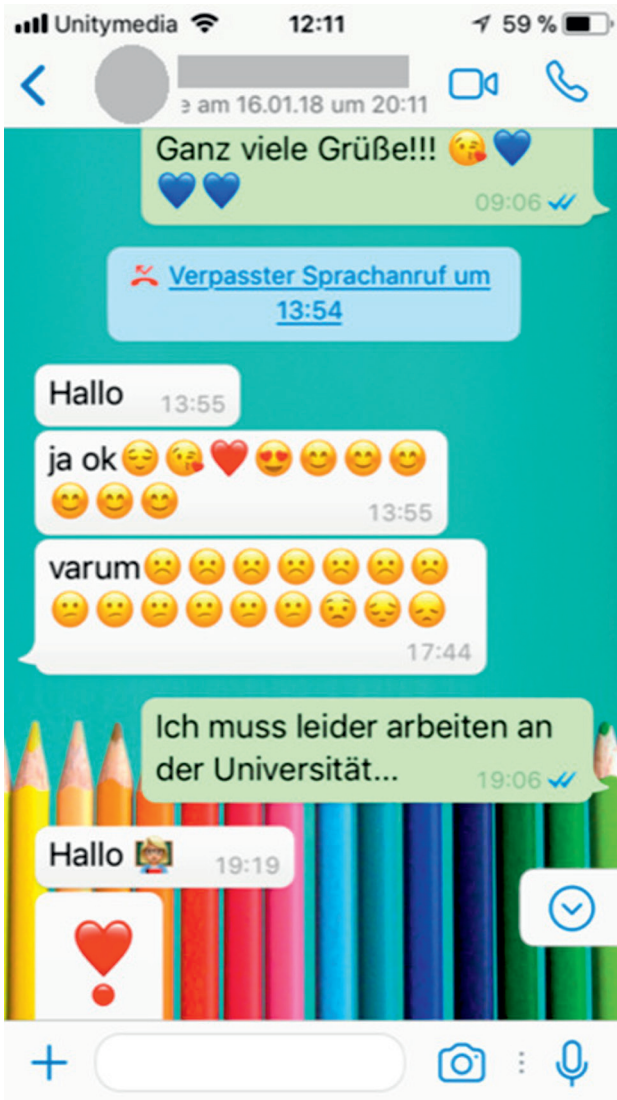 Unitymedia 12:11 59 %
e am 16.01.18 um 20:11
Ganz viele Grüße!!! 😘💙
💙💙
09:06
Verpasster Sprachanruf um
13:54
Hallo 13:55
ja ok😌😘❤️😍😊😊😊
😊😊😊 13:55
varum🙁🙁🙁🙁🙁🙁🙁
😕😕😕😕😕😕😟😔😞
17:44
Ich muss leider arbeiten an
der Universität... 19:06
Hallo 👩🏼‍🏫 19:19
❣️